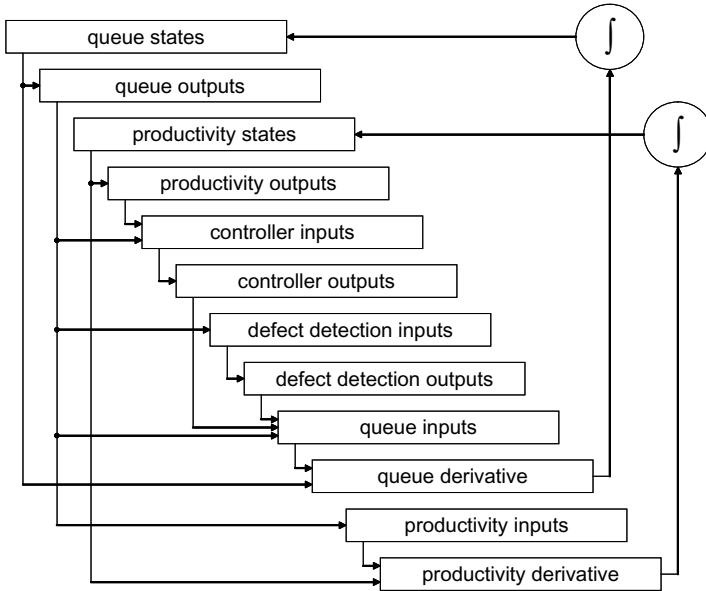 queue states
∫
queue outputs
productivity states
∫
productivity outputs
controller inputs
controller outputs
defect detection inputs
defect detection outputs
queue inputs
queue derivative
productivity inputs
productivity derivative